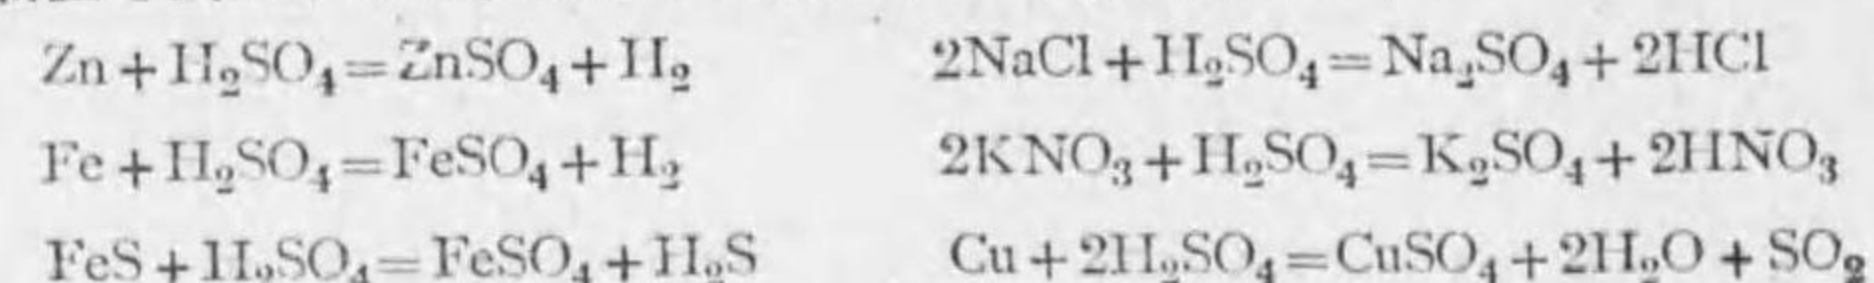 Zn + H₂SO₄ = ZnSO₄ + H₂ 2NaCl + H₂SO₄ = Na₂SO₄ + 2HCl
Fe + H₂SO₄ = FeSO₄ + H₂ 2KNO₃ + H₂SO₄ = K₂SO₄ + 2HNO₃
FeS + H₂SO₄ = FeSO₄ + H₂S Cu + 2H₂SO₄ = CuSO₄ + 2H₂O + SO₂